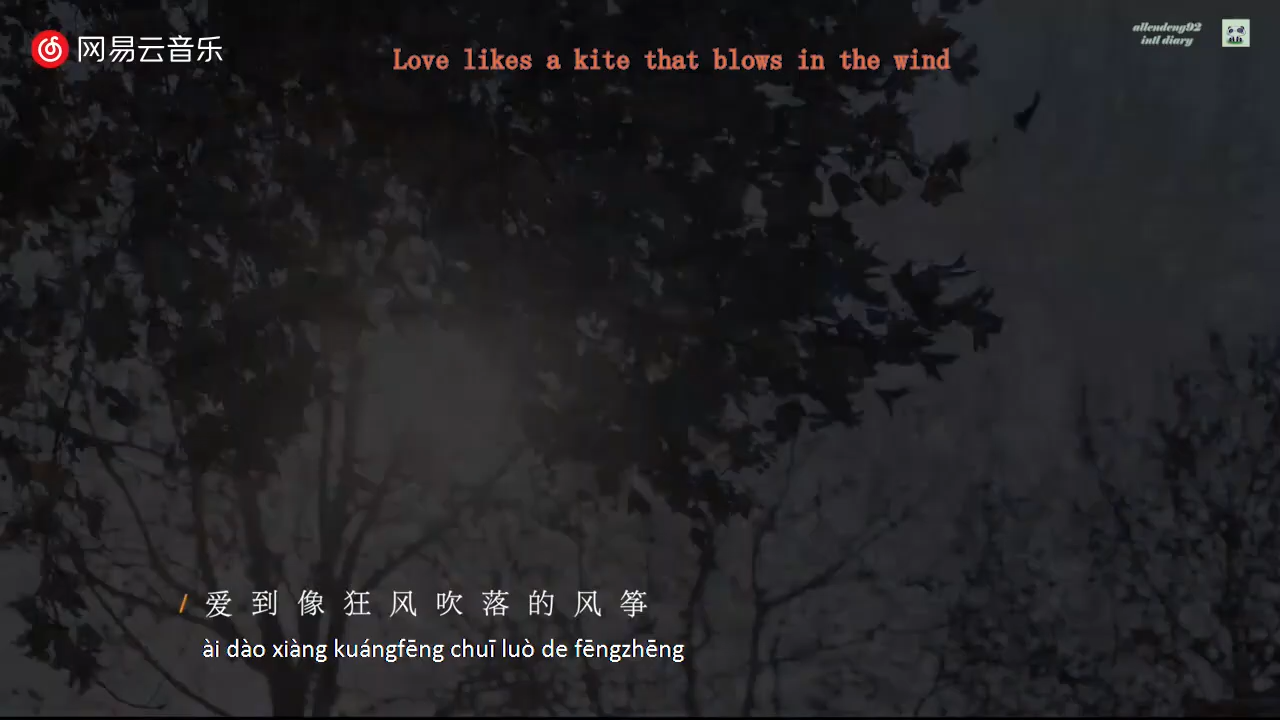 网易云音乐
allendeng92
intl diary
Love likes a kite that blows in the wind
/ 爱到像狂风吹落的风筝
ài dào xiàng kuángfēng chuī luò de fēngzhēng